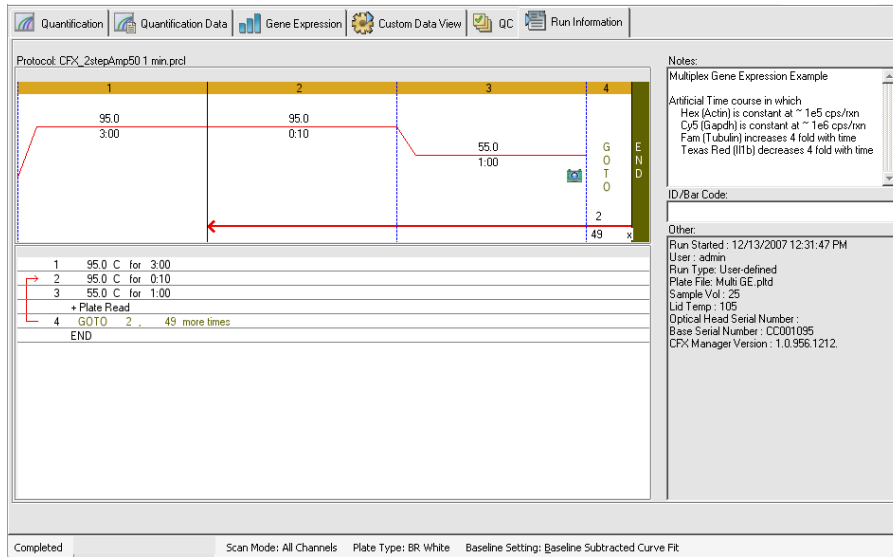 Quantification Quantification Data Gene Expression Custom Data View QC Run Information
Protocol: CFX_2stepAmp50 1 min.prcl
1 2 3 4
95.0 95.0
3:00 0:10
55.0
1:00
G
O
T
O
E
N
D
2
49 x
1 95.0 C for 3:00
2 95.0 C for 0:10
3 55.0 C for 1:00
+ Plate Read
4 GOTO 2 , 49 more times
END
Notes:
Multiplex Gene Expression Example
Artificial Time course in which
Hex (Actin) is constant at ~ 1e5 cps/rxn
Cy5 (Gapdh) is constant at ~ 1e6 cps/rxn
Fam (Tubulin) increases 4 fold with time
Texas Red (Il1b) decreases 4 fold with time
ID/Bar Code:
Other:
Run Started : 12/13/2007 12:31:47 PM
User : admin
Run Type: User-defined
Plate File: Multi GE.pltd
Sample Vol : 25
Lid Temp : 105
Optical Head Serial Number :
Base Serial Number : CC001095
CFX Manager Version : 1.0.956.1212.
Completed Scan Mode: All Channels Plate Type: BR White Baseline Setting: Baseline Subtracted Curve Fit